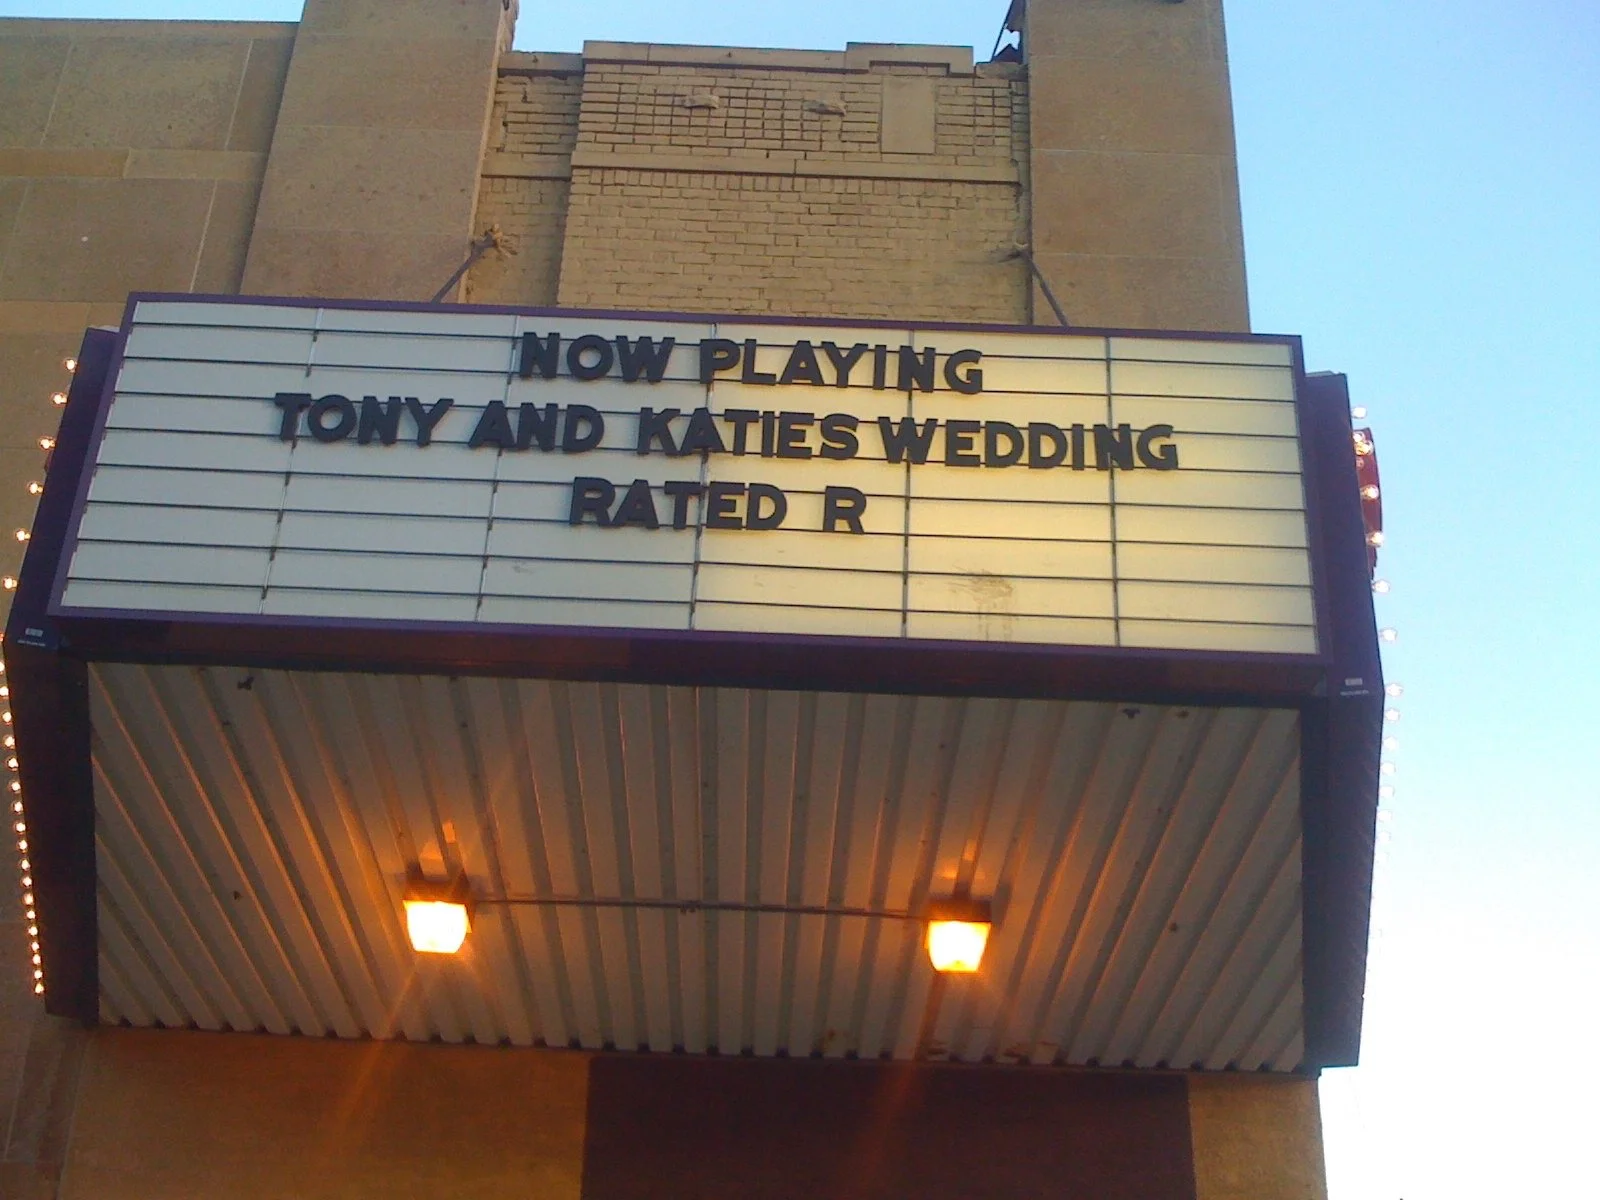 NOW PLAYING
TONY AND KATIES WEDDING
RATED R